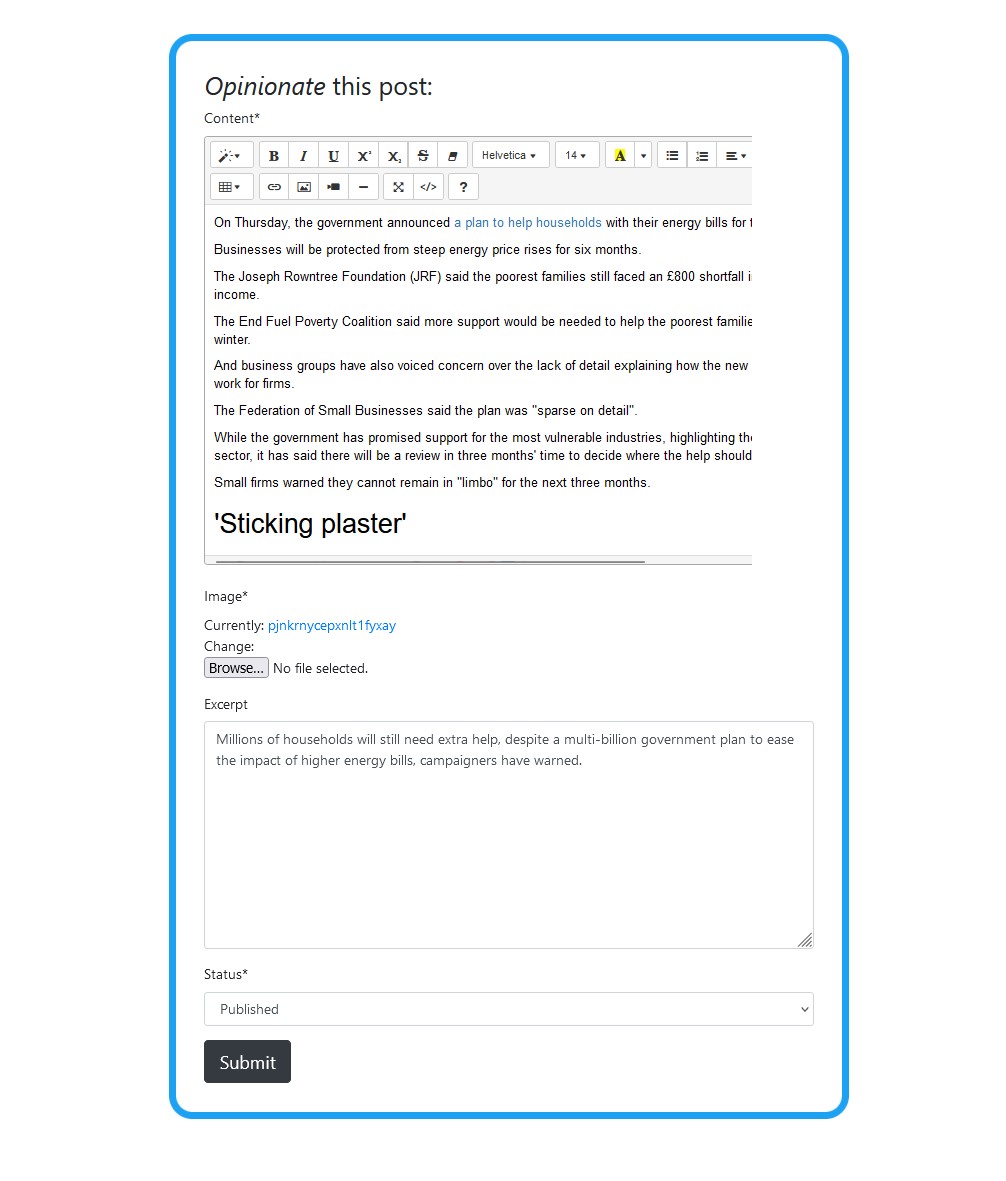 Opinionate this post:
Content*
B I U X² X₂ S Helvetica 14 A
</> ?
On Thursday, the government announced a plan to help households with their energy bills for
Businesses will be protected from steep energy price rises for six months.
The Joseph Rowntree Foundation (JRF) said the poorest families still faced an £800 shortfall
income.
The End Fuel Poverty Coalition said more support would be needed to help the poorest familie
winter.
And business groups have also voiced concern over the lack of detail explaining how the new
work for firms.
The Federation of Small Businesses said the plan was "sparse on detail".
While the government has promised support for the most vulnerable industries, highlighting
sector, it has said there will be a review in three months' time to decide where the help should
Small firms warned they cannot remain in "limbo" for the next three months.
'Sticking plaster'
Image*
Currently: pjnkrnycepxnlt1fyxay
Change:
Browse... No file selected.
Excerpt
Millions of households will still need extra help, despite a multi-billion government plan to ease
the impact of higher energy bills, campaigners have warned.
Status*
Published
Submit